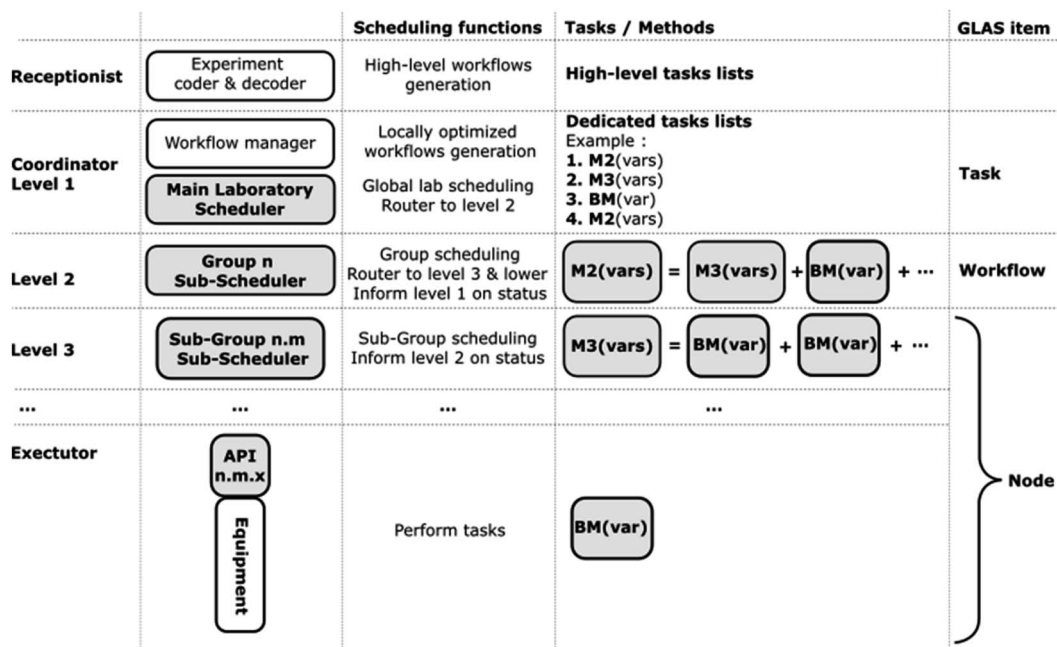 Scheduling functions Tasks / Methods GLAS item
Receptionist
Experiment
coder & decoder
High-level workflows
generation
High-level tasks lists
Coordinator
Level 1
Workflow manager
Locally optimized
workflows generation
Main Laboratory
Scheduler
Global lab scheduling
Router to level 2
Dedicated tasks lists
Example :
1. M2(vars)
2. M3(vars)
3. BM(var)
4. M2(vars)
Task
Level 2
Group n
Sub-Scheduler
Group scheduling
Router to level 3 & lower
Inform level 1 on status
M2(vars) = M3(vars) + BM(var) + ...
Workflow
Level 3
Sub-Group n.m
Sub-Scheduler
Sub-Group scheduling
Inform level 2 on status
M3(vars) = BM(var) + BM(var) + ...
... ... ... ...
Exectutor
API
n.m.x
Equipment
Perform tasks
BM(var)
Node